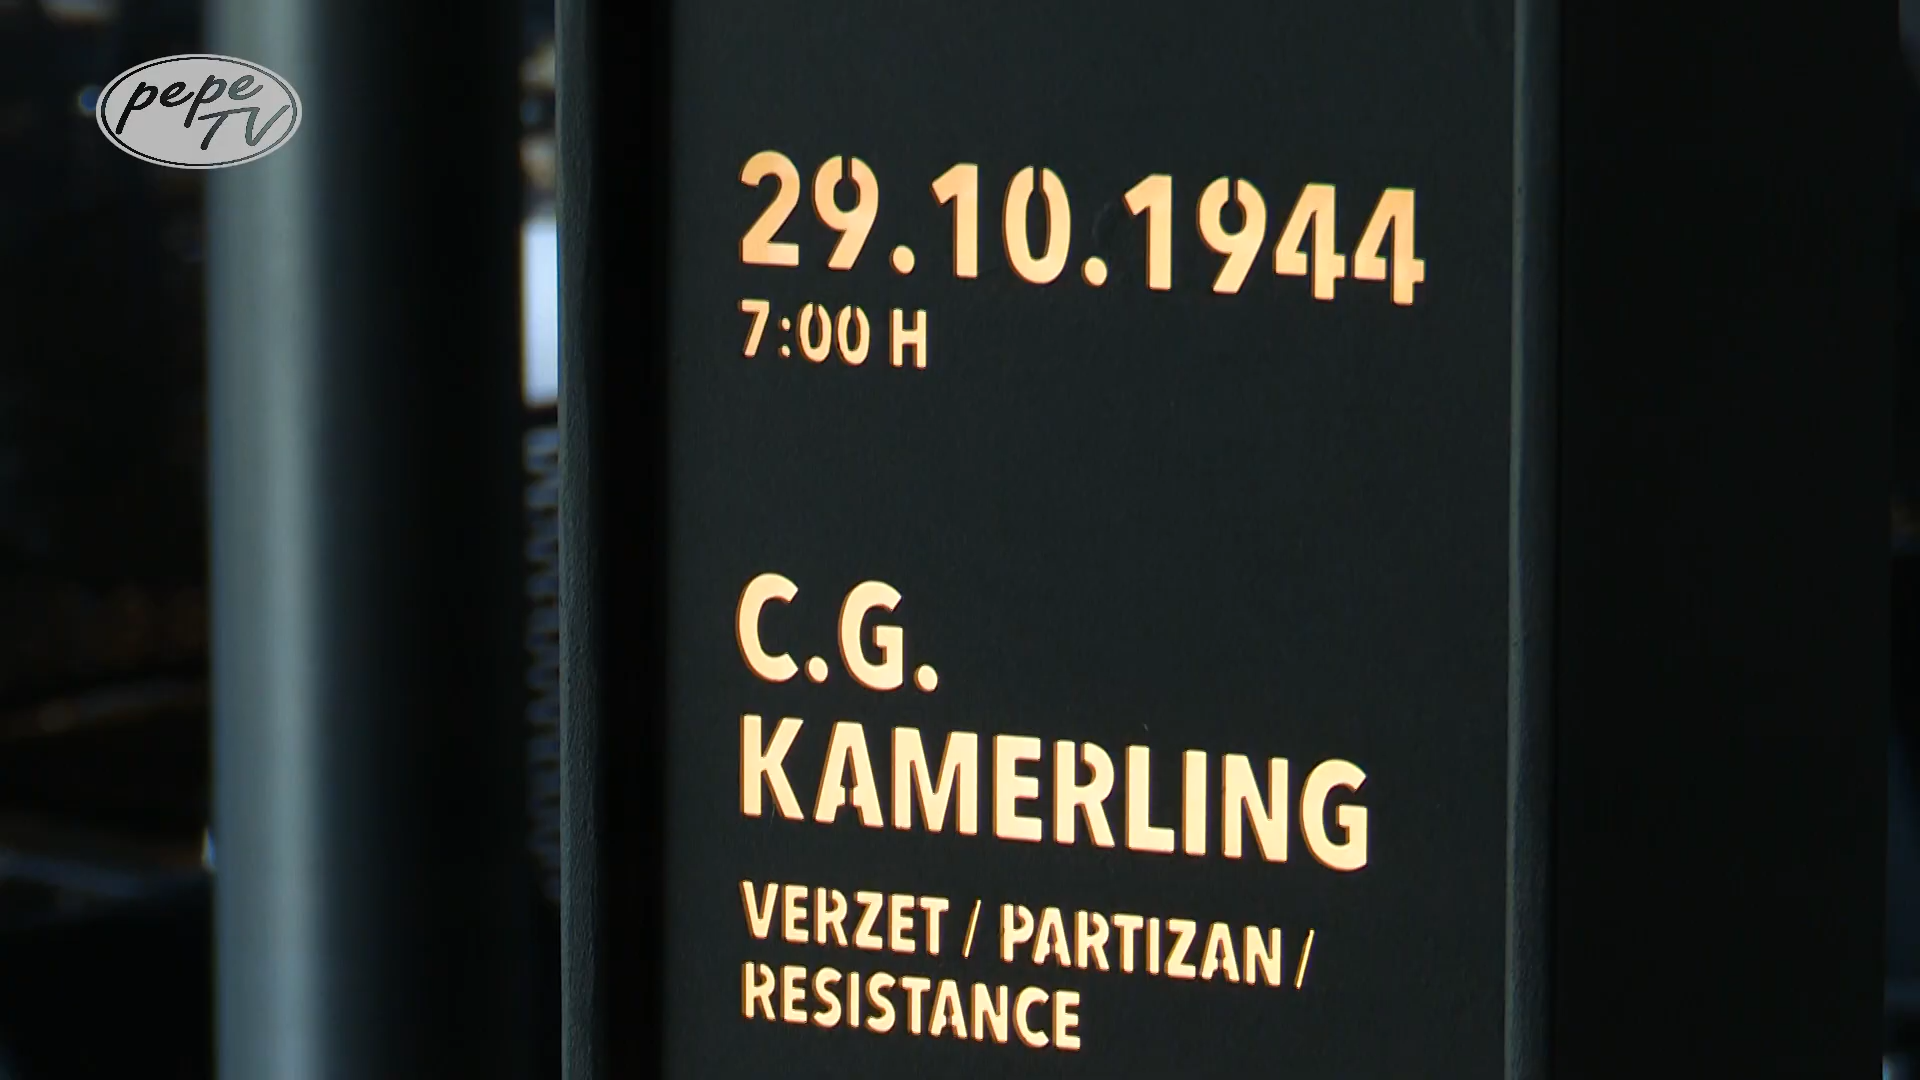 pepe
TV
29.10.1944
7:00 H
C.G.
KAMERLING
VERZET / PARTIZAN /
RESISTANCE